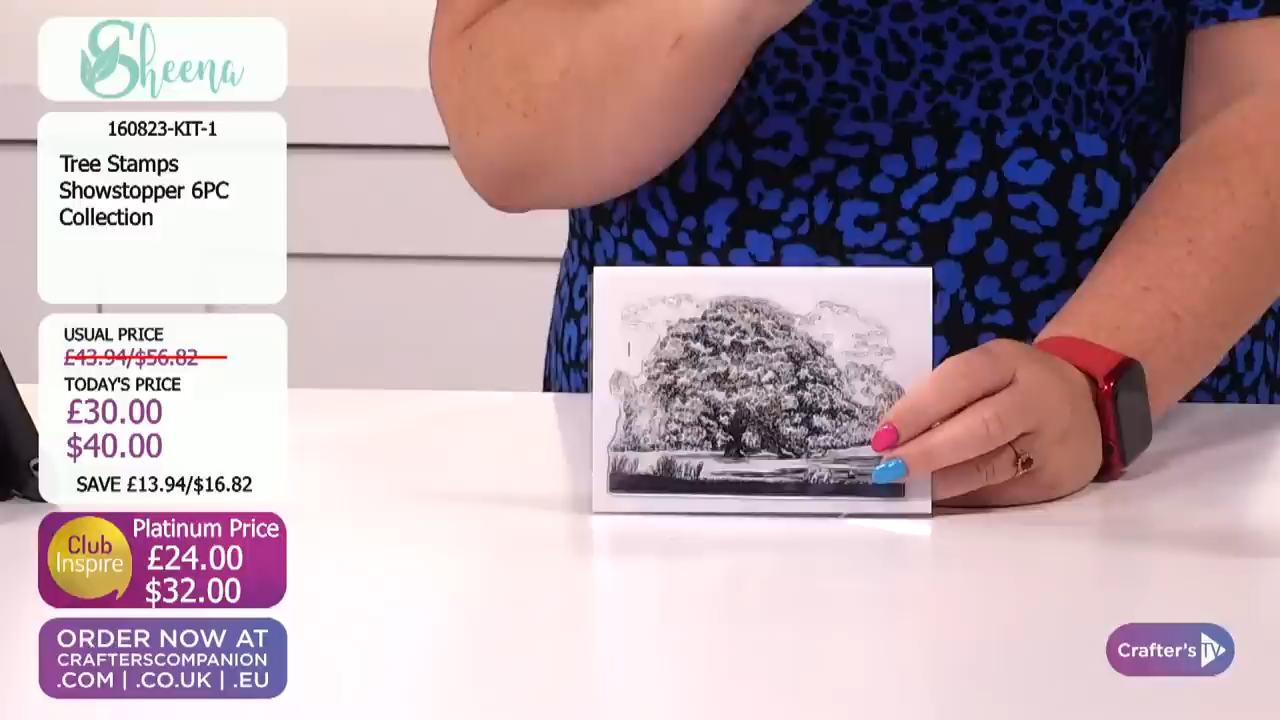 Sheena
160823-KIT-1
Tree Stamps
Showstopper 6PC
Collection
USUAL PRICE
£43.94/$56.82
TODAY'S PRICE
£30.00
$40.00
SAVE £13.94/$16.82
Club
Inspire
Platinum Price
£24.00
$32.00
ORDER NOW AT
CRAFTERSCOMPANION
.COM | .CO.UK | .EU
Crafter's TV